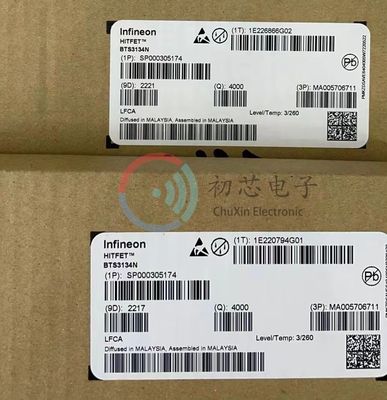 Infineon
HITFET™
BTS3134N
(1T): 1E226866G02
(1P): SP000305174
(9D): 2221 (Q): 4000 (3P): MA005706711
LFCA Level/Temp: 3/260
Diffused in MALAYSIA, Assembled in MALAYSIA
Pb
初芯电子
ChuXin Electronic
Infineon
HITFET™
BTS3134N
(1T): 1E220794G01
(1P): SP000305174
(9D): 2217 (Q): 4000 (3P): MA005706711
LFCA Level/Temp: 3/260
Diffused in MALAYSIA, Assembled in MALAYSIA
Pb